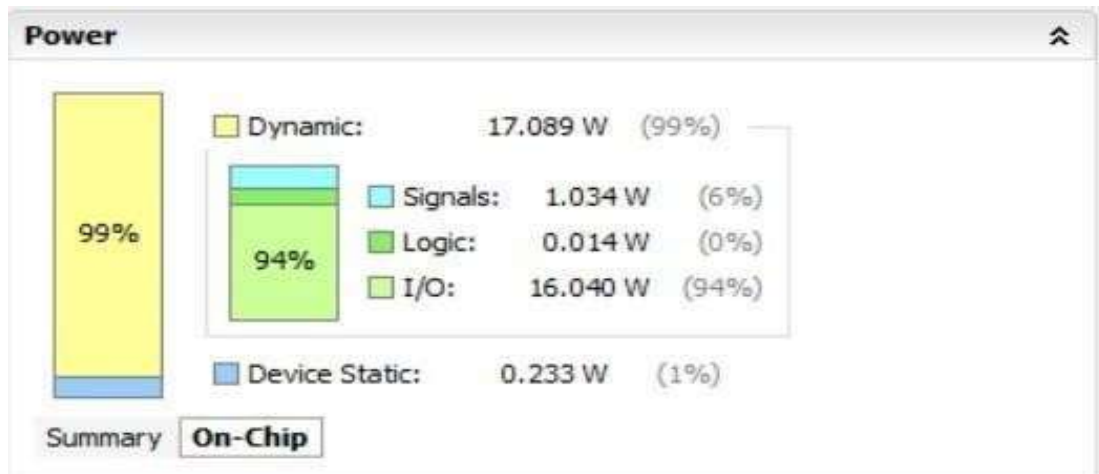 Power
Dynamic: 17.089 W (99%)
Signals: 1.034 W (6%)
99%
Logic: 0.014 W (0%)
94%
I/O: 16.040 W (94%)
Device Static: 0.233 W (1%)
Summary On-Chip